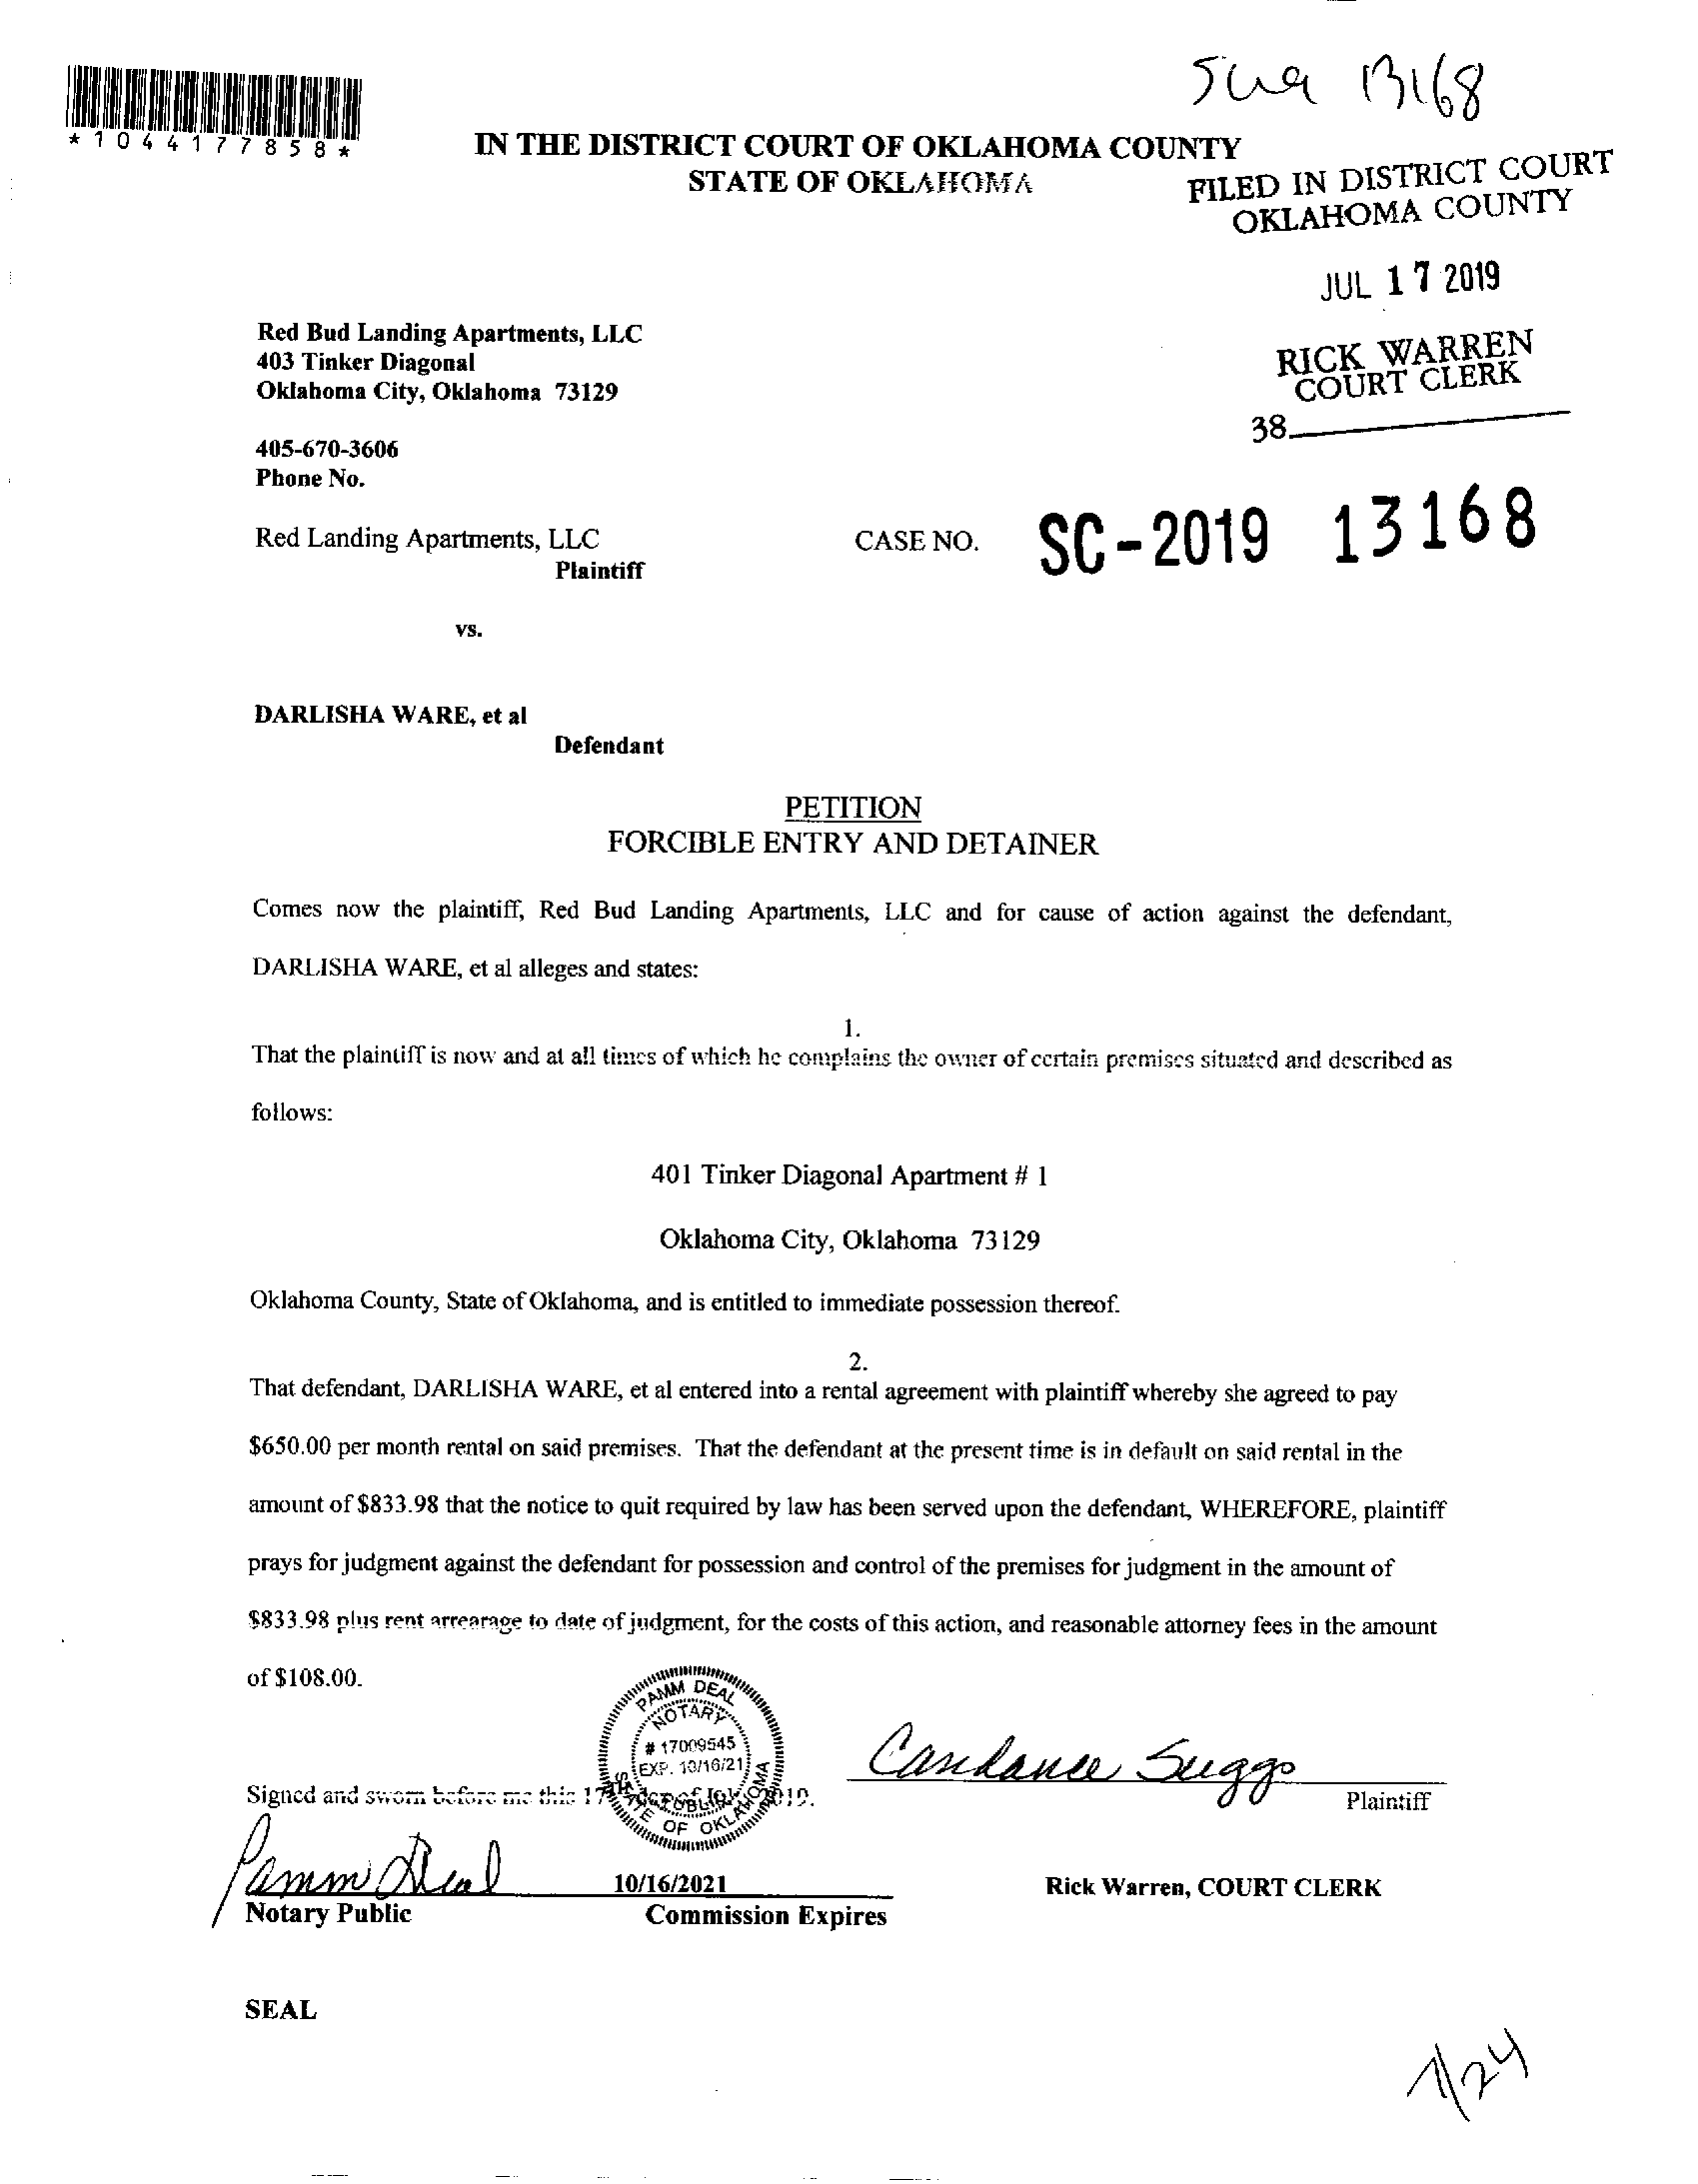 13168
*1044177858*
IN THE DISTRICT COURT OF OKLAHOMA COUNTY
STATE OF OKLAHOMA
FILED IN DISTRICT COURT
OKLAHOMA COUNTY
JUL 17 2019
RICK WARREN
COURT CLERK
38
Red Bud Landing Apartments, LLC
403 Tinker Diagonal
Oklahoma City, Oklahoma 73129
405-670-3606
Phone No.
Red Landing Apartments, LLC
Plaintiff
CASE NO. SC-2019 13168
vs.
DARLISHA WARE, et al
Defendant
PETITION
FORCIBLE ENTRY AND DETAINER
Comes now the plaintiff, Red Bud Landing Apartments, LLC and for cause of action against the defendant,
DARLISHA WARE, et al alleges and states:
1.
That the plaintiff is now and at all times of which he complains the owner of certain premises situated and described as
follows:
401 Tinker Diagonal Apartment # 1
Oklahoma City, Oklahoma 73129
Oklahoma County, State of Oklahoma, and is entitled to immediate possession thereof.
2.
That defendant, DARLISHA WARE, et al entered into a rental agreement with plaintiff whereby she agreed to pay
$650.00 per month rental on said premises. That the defendant at the present time is in default on said rental in the
amount of $833.98 that the notice to quit required by law has been served upon the defendant, WHEREFORE, plaintiff
prays for judgment against the defendant for possession and control of the premises for judgment in the amount of
$833.98 plus rent arrearage to date of judgment, for the costs of this action, and reasonable attorney fees in the amount
of $108.00.
PAMM DEAL
NOTARY
# 17009545
EXP. 10/16/21
PUBLIC
STATE OF OKLAHOMA
Candance Suggs
Plaintiff
Signed and sworn before me this 17th day of July, 2019.
Pamm Deal
Notary Public
10/16/2021
Commission Expires
Rick Warren, COURT CLERK
SEAL
7/24